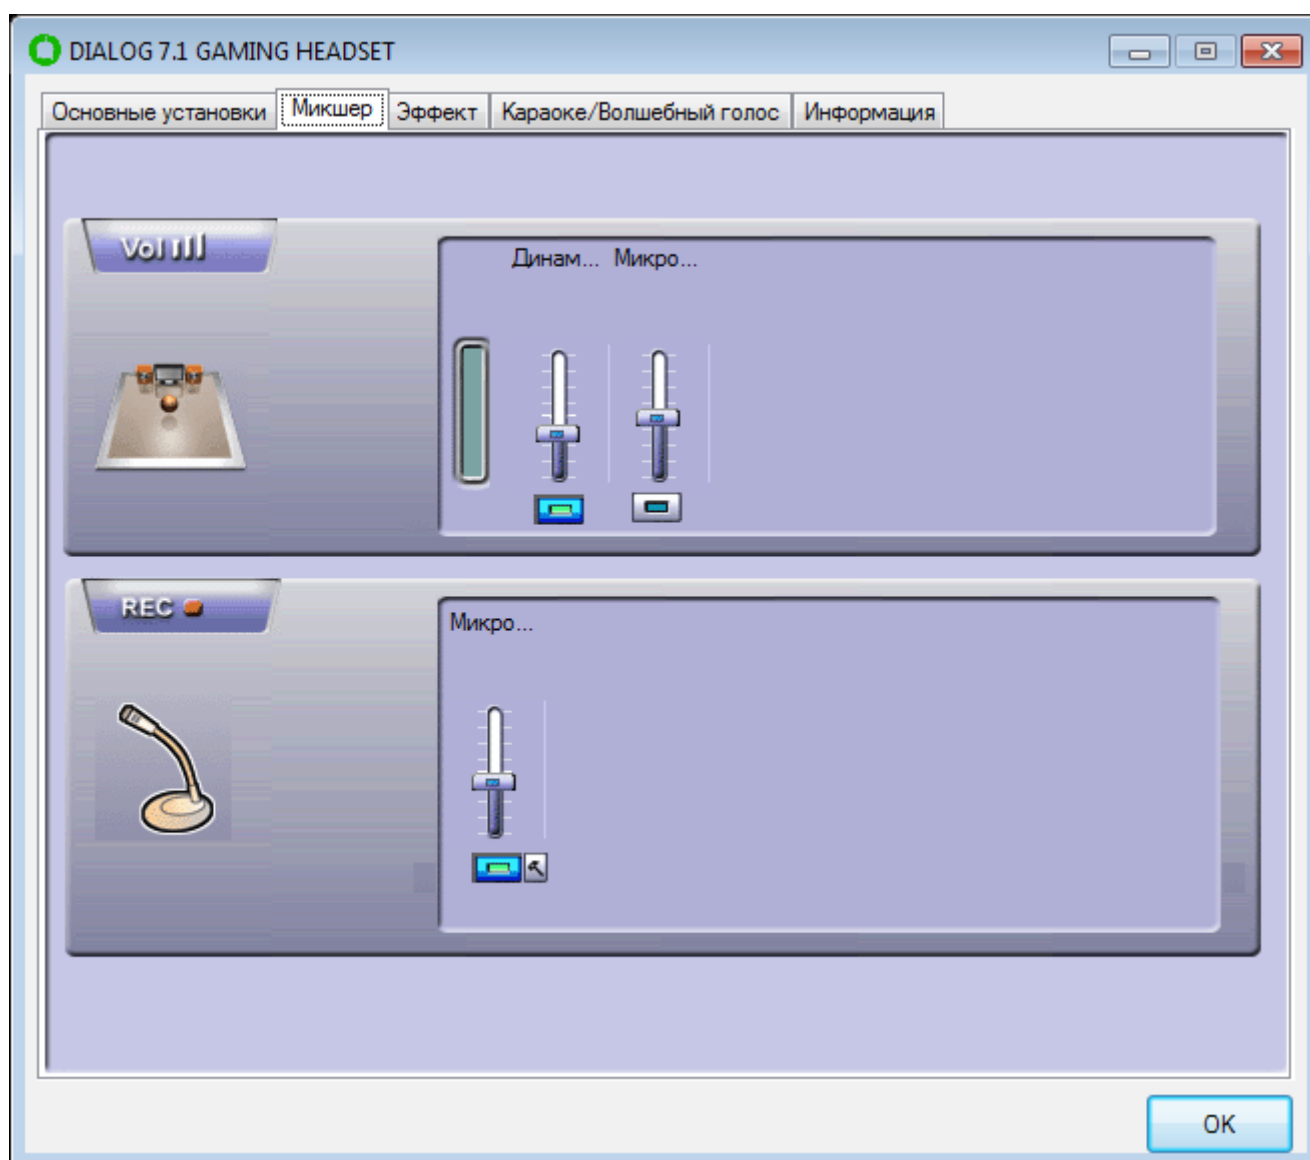 DIALOG 7.1 GAMING HEADSET
Основные установки Микшер Эффект Караоке/Волшебный голос Информация
Vol
Динам... Микро...
REC
Микро...
OK